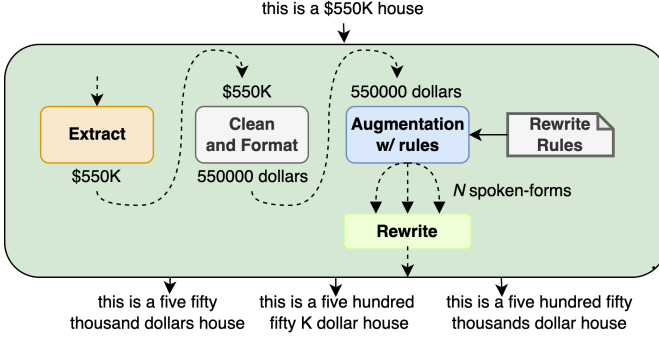 this is a $550K house
$550K
550000 dollars
Extract
Clean
and Format
Augmentation
w/ rules
Rewrite
Rules
$550K
550000 dollars
N spoken-forms
Rewrite
this is a five fifty
thousand dollars house
this is a five hundred
fifty K dollar house
this is a five hundred fifty
thousands dollar house